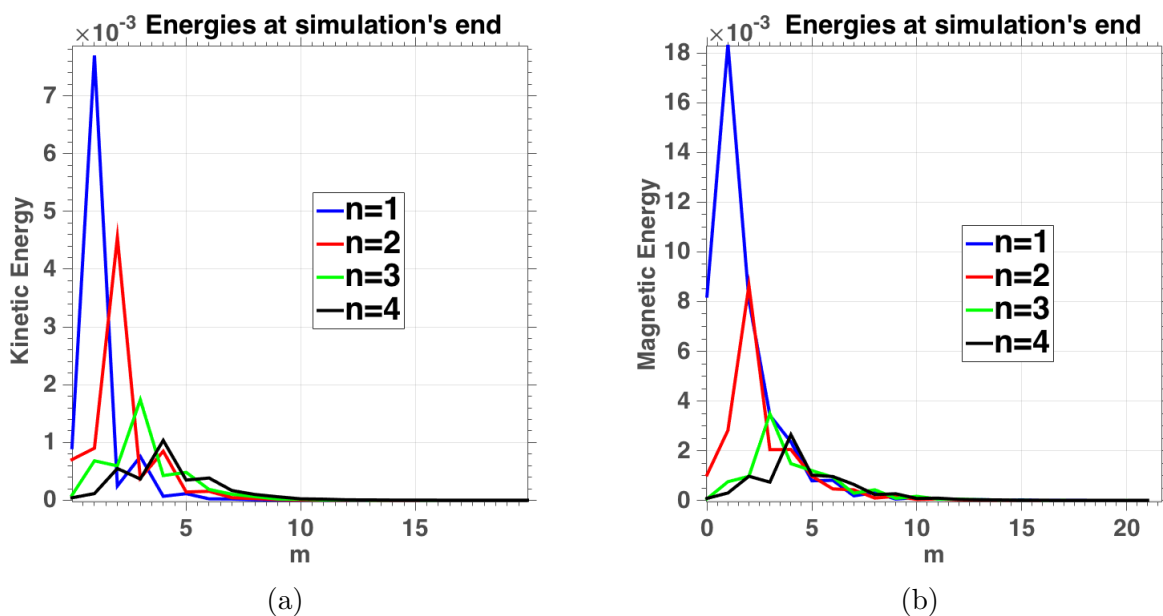 ×10⁻³ Energies at simulation's end
7
6
5
4
3
2
1
0
Kinetic Energy
n=1
n=2
n=3
n=4
5 10 15
m
(a)
×10⁻³ Energies at simulation's end
18
16
14
12
10
8
6
4
2
0
Magnetic Energy
n=1
n=2
n=3
n=4
0 5 10 15 20
m
(b)